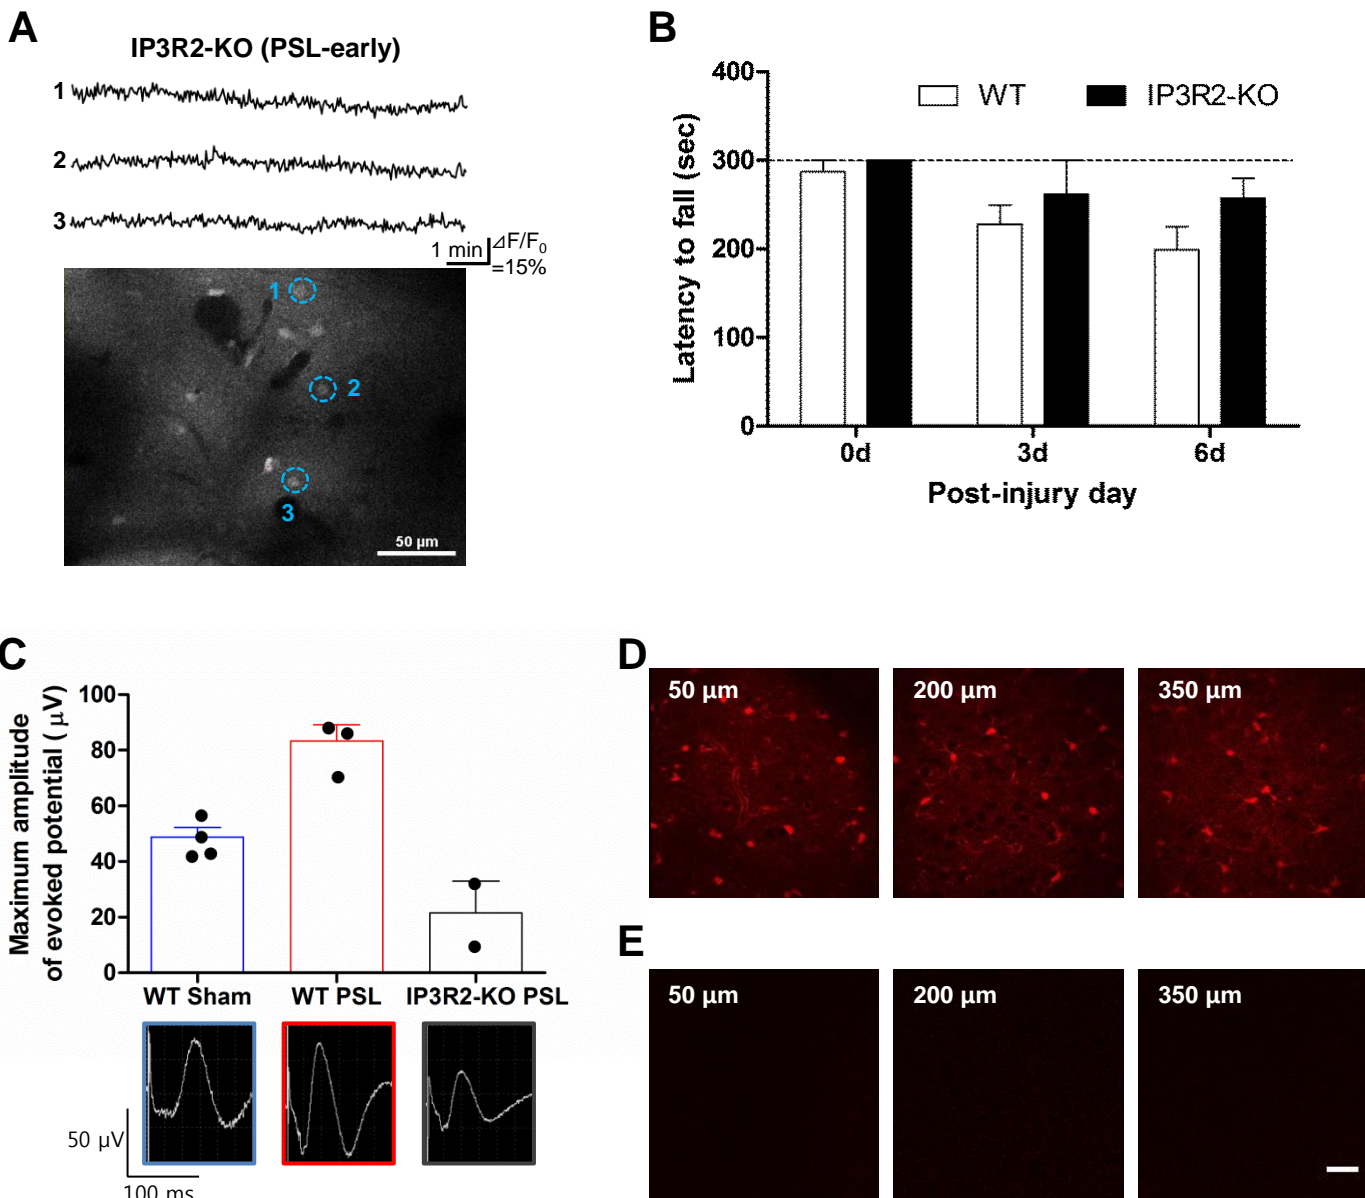 A
IP3R2-KO (PSL-early)
1
2
3
1 min
⊿F/F0
=15%
1
2
3
50 µm
B
400
300
200
100
0
WT
IP3R2-KO
Latency to fall (sec)
0d
3d
6d
Post-injury day
C
Maximum amplitude
of evoked potential (µV)
100
80
60
40
20
0
WT Sham
WT PSL
IP3R2-KO PSL
50 µV
100 ms
D
50 µm
200 µm
350 µm
E
50 µm
200 µm
350 µm